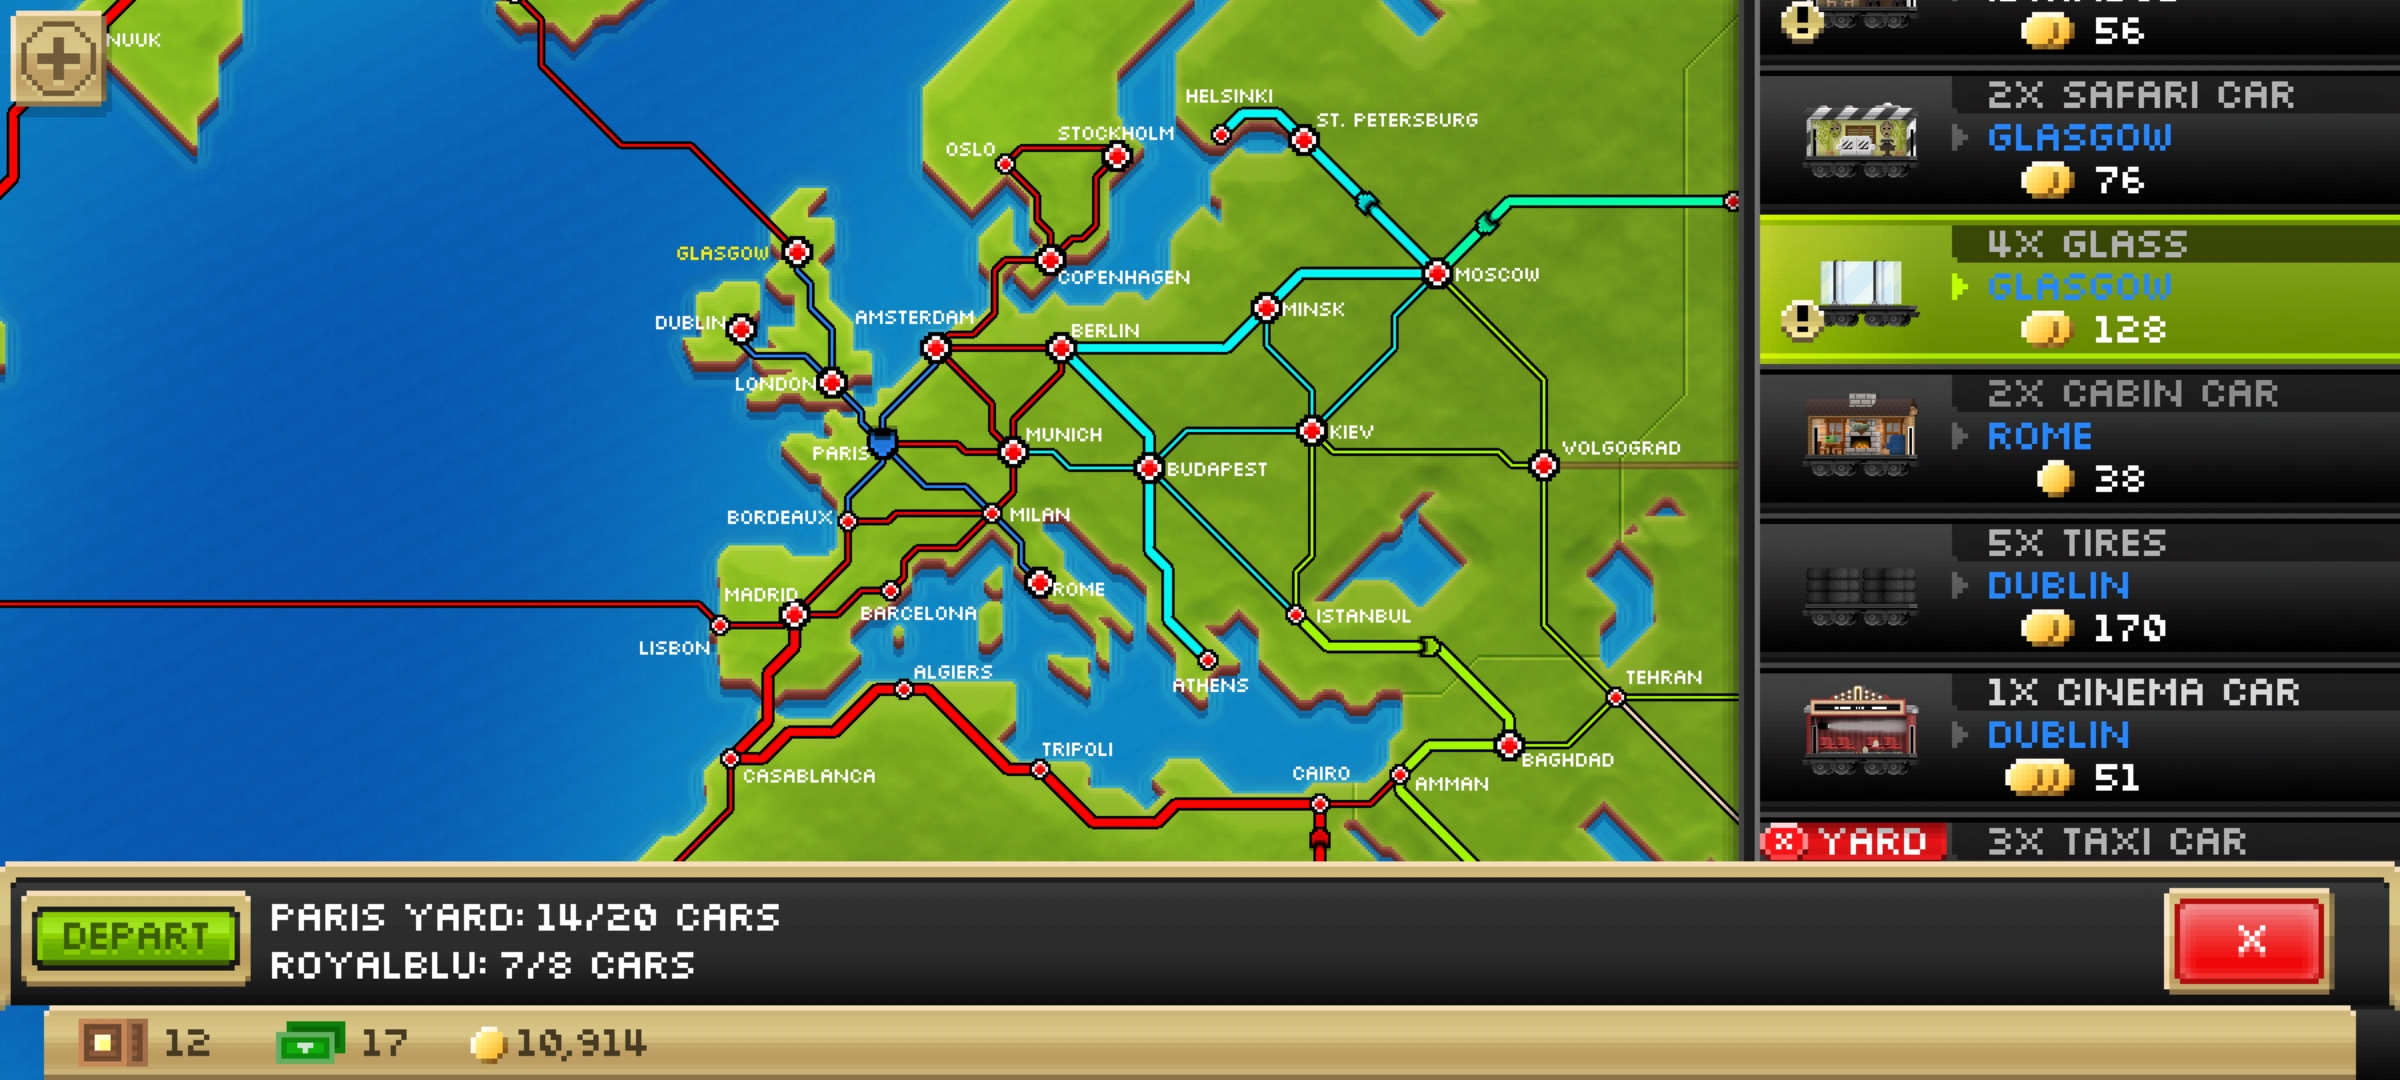 NUUK
HELSINKI
ST. PETERSBURG
STOCKHOLM
OSLO
GLASGOW
COPENHAGEN
MOSCOW
DUBLIN
AMSTERDAM
BERLIN
MINSK
LONDON
PARIS
MUNICH
KIEV
VOLGOGRAD
BUDAPEST
BORDEAUX
MILAN
MADRID
ROME
BARCELONA
ISTANBUL
LISBON
ALGIERS
ATHENS
TEHRAN
TRIPOLI
CASABLANCA
CAIRO
AMMAN
BAGHDAD
56
2X SAFARI CAR
GLASGOW
76
4X GLASS
GLASGOW
128
2X CABIN CAR
ROME
38
5X TIRES
DUBLIN
170
1X CINEMA CAR
DUBLIN
51
YARD 3X TAXI CAR
DEPART
PARIS YARD: 14/20 CARS
ROYALBLU: 7/8 CARS
X
12 17 10,914